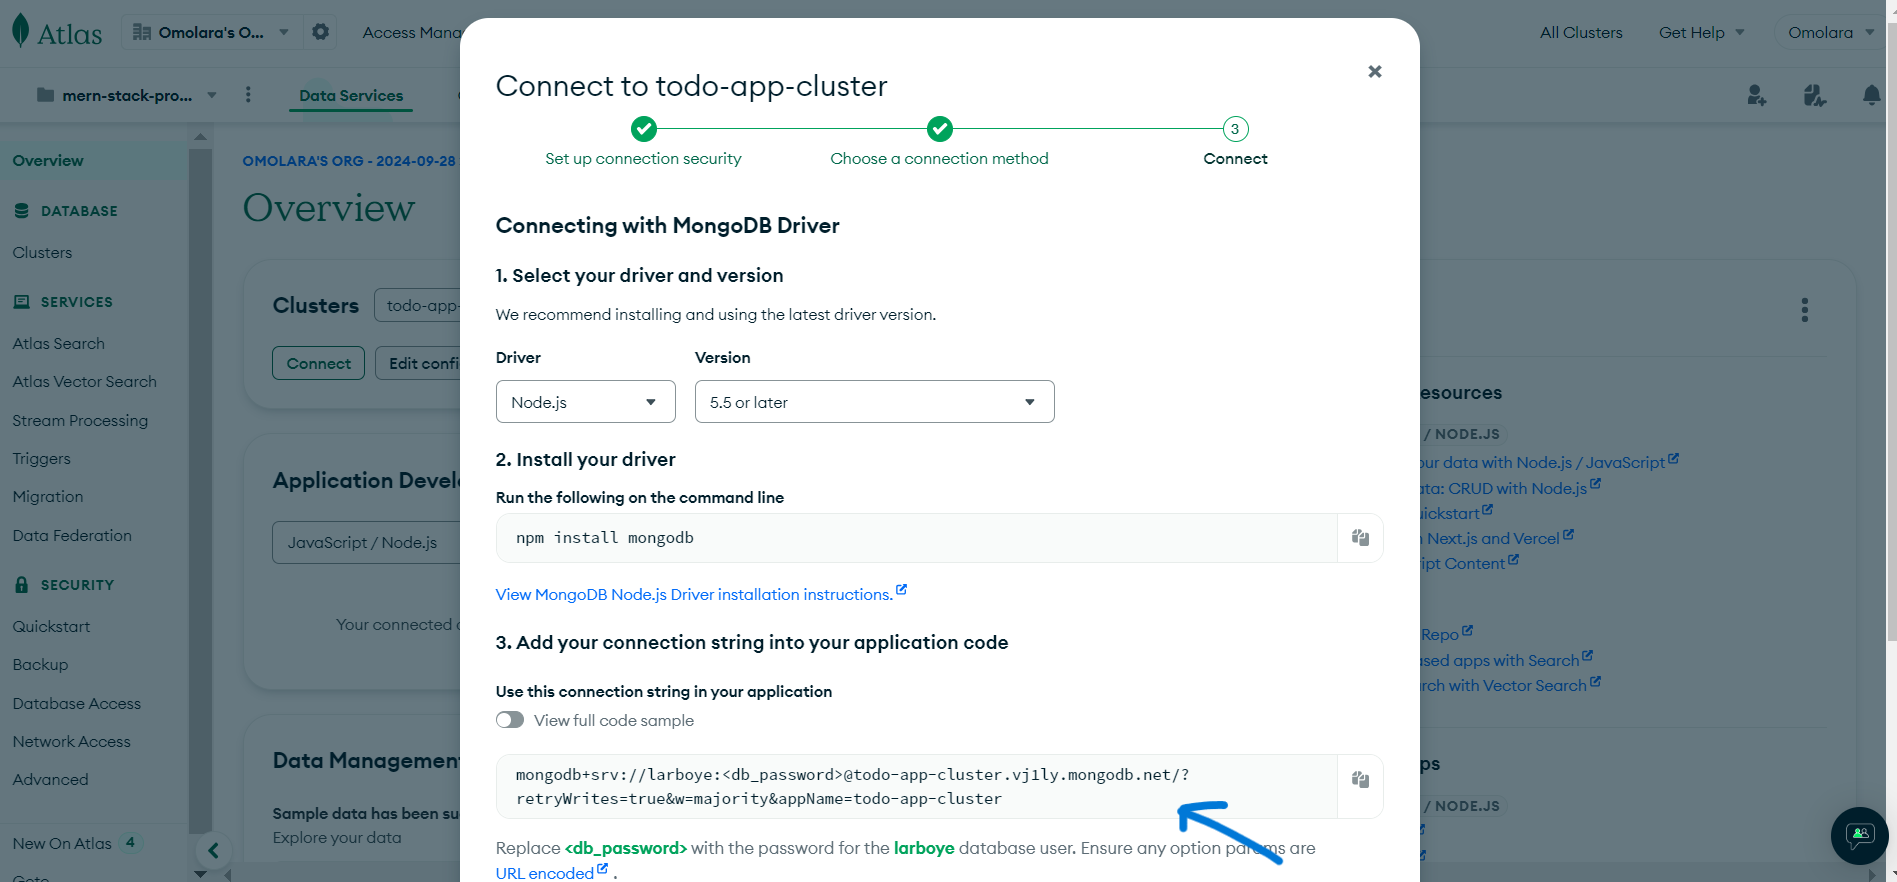 Atlas
Omolara's O...
Access Mana
All Clusters
Get Help
Omolara
mern-stack-pro...
Data Services
Overview
DATABASE
Clusters
SERVICES
Atlas Search
Atlas Vector Search
Stream Processing
Triggers
Migration
Data Federation
SECURITY
Quickstart
Backup
Database Access
Network Access
Advanced
New On Atlas 4
Goto
OMOLARA'S ORG - 2024-09-28
Overview
Clusters
todo-app-
Connect
Edit confi
Application Devel
JavaScript / Node.js
Your connected
Data Managemen
Sample data has been su
Explore your data
Connect to todo-app-cluster
3
Set up connection security
Choose a connection method
Connect
Connecting with MongoDB Driver
1. Select your driver and version
We recommend installing and using the latest driver version.
Driver
Version
Node.js
5.5 or later
2. Install your driver
Run the following on the command line
npm install mongodb
View MongoDB Node.js Driver installation instructions.
3. Add your connection string into your application code
Use this connection string in your application
View full code sample
mongodb+srv://larboye:<db_password>@todo-app-cluster.vj1ly.mongodb.net/?
retryWrites=true&w=majority&appName=todo-app-cluster
Replace <db_password> with the password for the larboye database user. Ensure any option params are
URL encoded .
esources
/ NODE.JS
our data with Node.js / JavaScript
ata: CRUD with Node.js
uickstart
Next.js and Vercel
ipt Content
Repo
ased apps with Search
rch with Vector Search
ps
/ NODE.JS